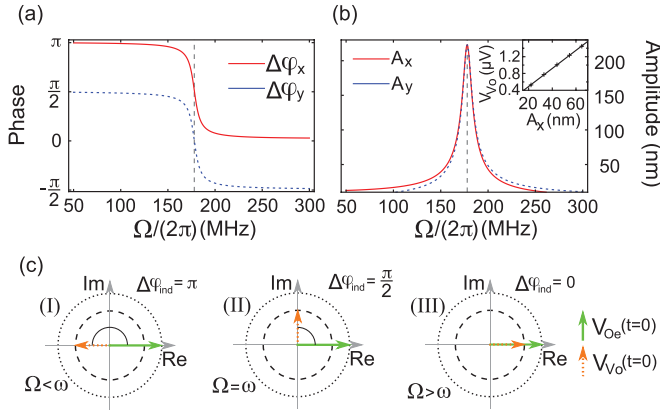 (a)
π
π/2
0
-π/2
Phase
Δφx
Δφy
50 100 150 200 250 300
Ω/(2π)(MHz)
(b)
Ax
Ay
VVo (μV)
1.2
0.8
0.4
20 40 60
Ax (nm)
200
150
100
50
Amplitude (nm)
50 100 150 200 250 300
Ω/(2π)(MHz)
(c)
(I)
Im
Δφind = π
Re
Ω<ω
(II)
Im
Δφind = π/2
Re
Ω=ω
(III)
Im
Δφind = 0
Re
Ω>ω
VOe(t=0)
VVo(t=0)